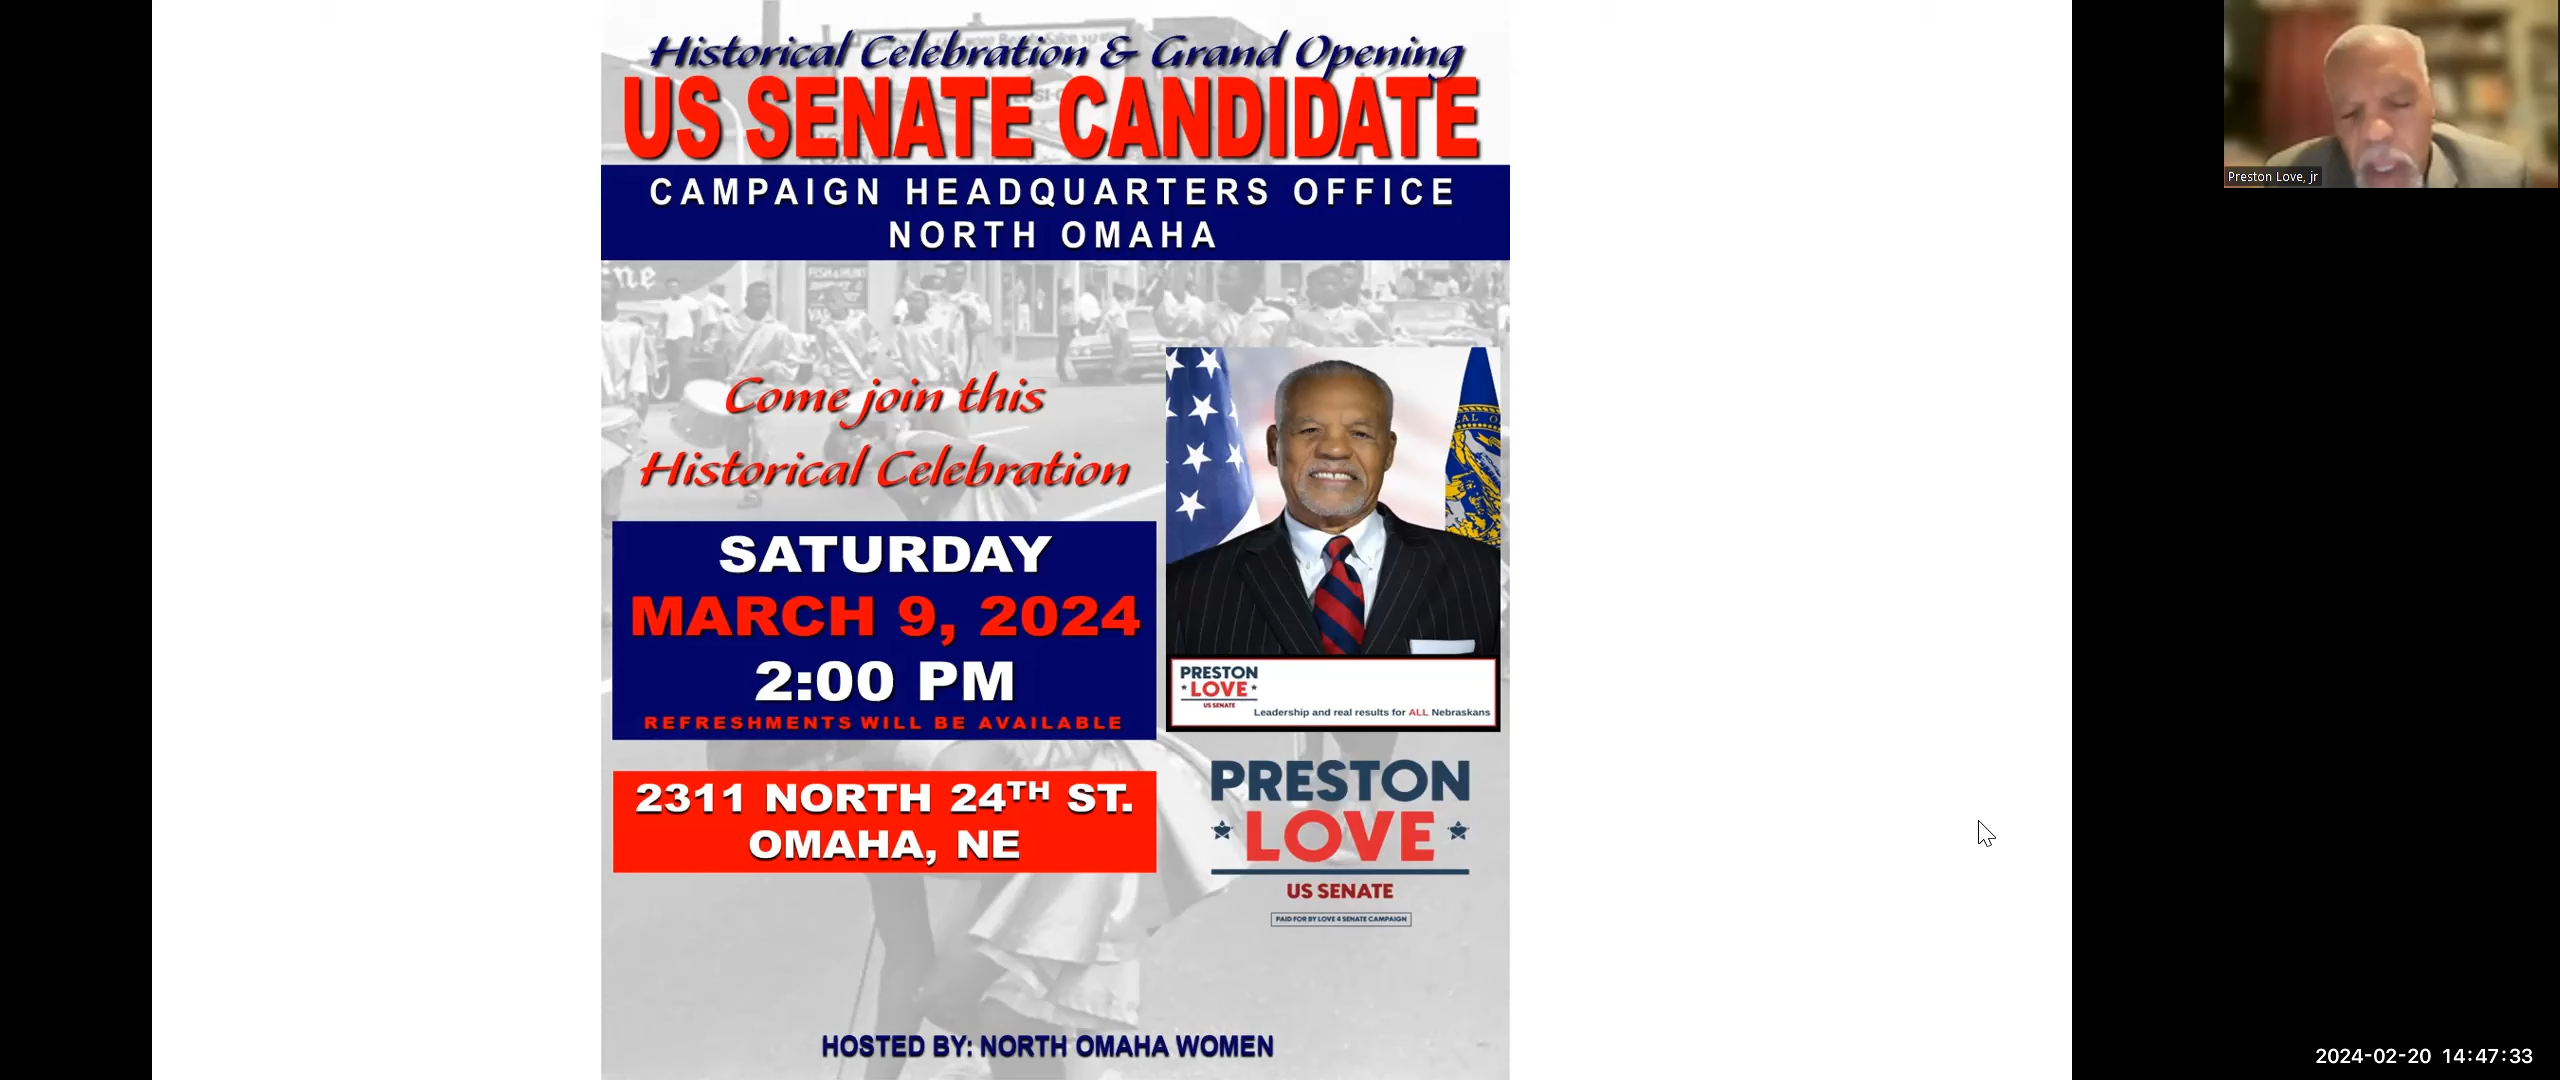 Historical Celebration & Grand Opening
US SENATE CANDIDATE
CAMPAIGN HEADQUARTERS OFFICE
NORTH OMAHA
FISH & HUNT
ne
Come join this
Historical Celebration
SATURDAY
MARCH 9, 2024
2:00 PM
REFRESHMENTS WILL BE AVAILABLE
2311 NORTH 24TH ST.
OMAHA, NE
PRESTON
LOVE
US SENATE
Leadership and real results for ALL Nebraskans
PRESTON
LOVE
US SENATE
PAID FOR BY LOVE 4 SENATE CAMPAIGN
HOSTED BY: NORTH OMAHA WOMEN
Preston Love, jr
2024-02-20 14:47:33